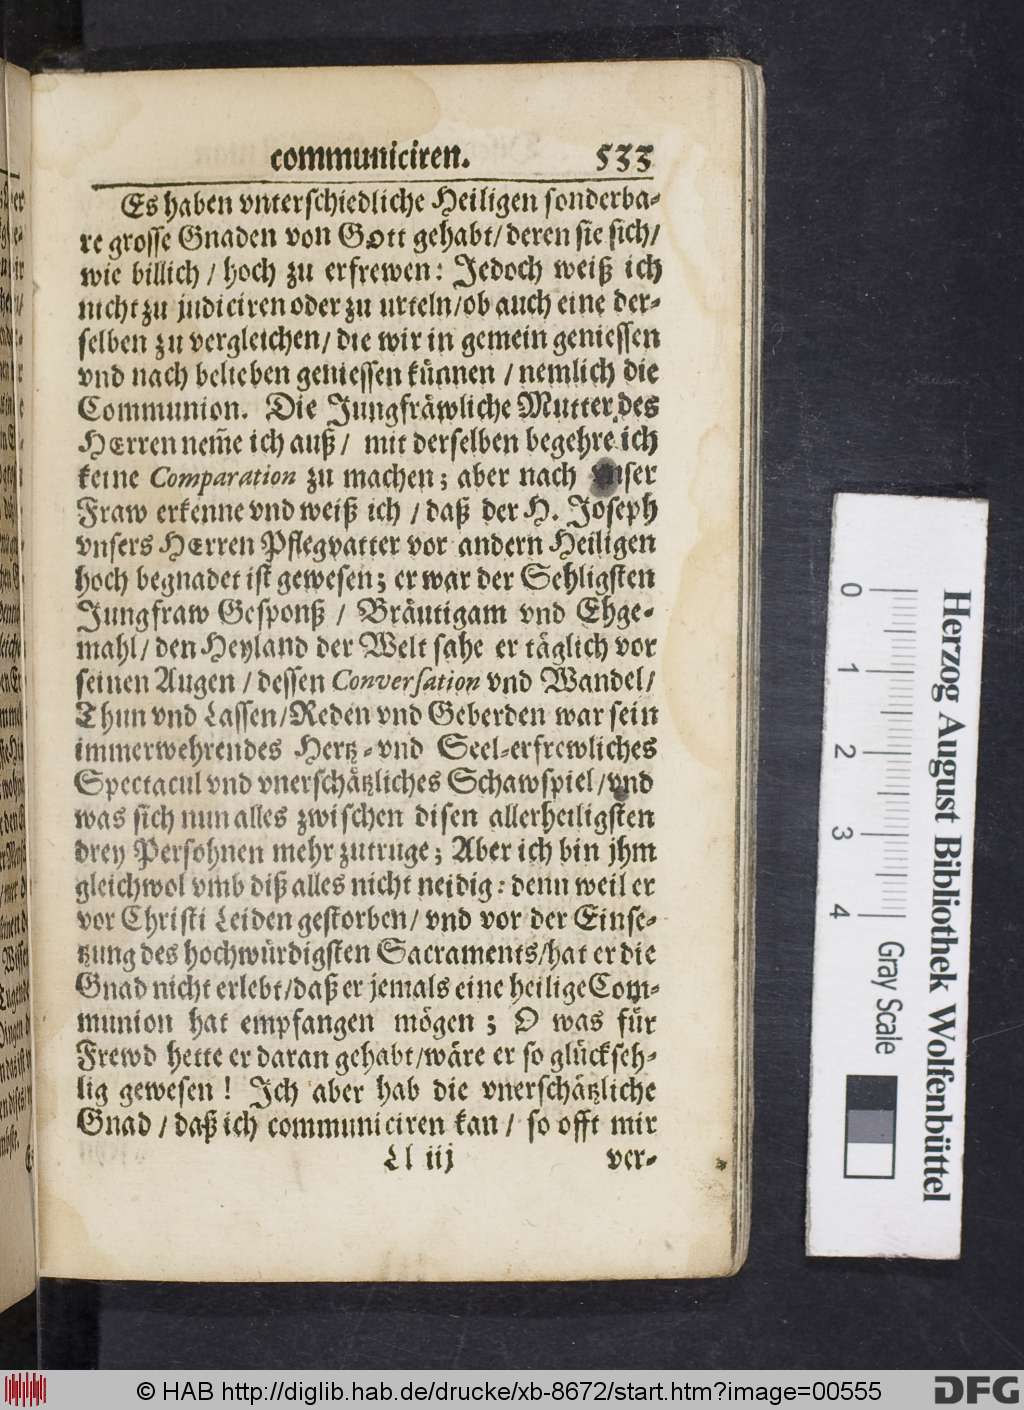 communiciren. 533
Es haben vnterschiedliche Heiligen sonderba-
re grosse Gnaden von Gott gehabt/ deren sie sich/
wie billich / hoch zu erfrewen: Jedoch weiß ich
nicht zu judiciren oder zu urteln/ob auch eine der-
selben zu vergleichen/ die wir in gemein geniessen
vnd nach belieben geniessen küñnen / nemlich die
Communion. Die Jungfräwliche Mutter des
HErren nem̃e ich auß/ mit derselben begehre ich
keine Comparation zu machen; aber nach vnser
Fraw erkenne vnd weiß ich / daß der H. Joseph
vnsers HErren Pflegvatter vor andern Heiligen
hoch begnadet ist gewesen; er war der Sehligsten
Jungfraw Gesponß / Bräutigam vnd Ehge-
mahl/ den Heyland der Welt sahe er täglich vor
seinen Augen / dessen Conversation vnd Wandel/
Thun vnd Lassen/Reden vnd Geberden war sein
immerwehrendes Hertz-vnd Seel-erfrewliches
Spectacul vnd vnerschätzliches Schawspiel/vnd
was sich nun alles zwischen disen allerheiligsten
drey Persohnen mehr zutruge; Aber ich bin jhm
gleichwol vmb diß alles nicht neidig: denn weil er
vor Christi Leiden gestorben/ vnd vor der Einse-
tzung des hochwürdigsten Sacraments/hat er die
Gnad nicht erlebt/daß er jemals eine heilige Com-
munion hat empfangen mögen; O was für
Frewd hette er daran gehabt/wäre er so glückseh-
lig gewesen! Ich aber hab die vnerschätzliche
Gnad / daß ich communiciren kan / so offt mir
Ll iij ver-
0 1 2 3 4
Gray Scale
Herzog August Bibliothek Wolfenbüttel
© HAB http://diglib.hab.de/drucke/xb-8672/start.htm?image=00555
DFG